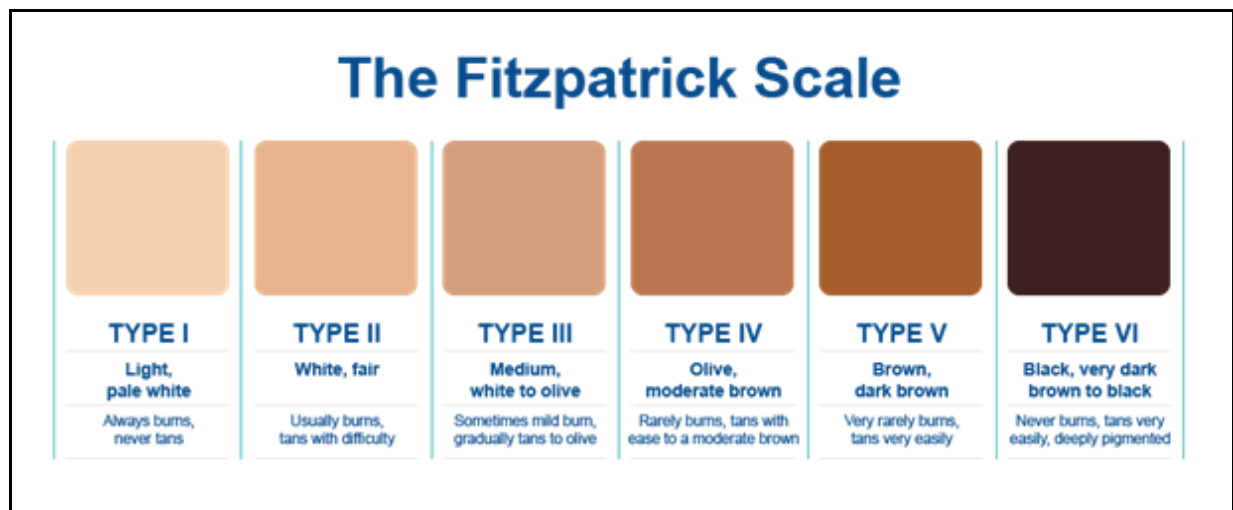 The Fitzpatrick Scale
TYPE I
Light,
pale white
Always burns,
never tans
TYPE II
White, fair
Usually burns,
tans with difficulty
TYPE III
Medium,
white to olive
Sometimes mild burn,
gradually tans to olive
TYPE IV
Olive,
moderate brown
Rarely burns, tans with
ease to a moderate brown
TYPE V
Brown,
dark brown
Very rarely burns,
tans very easily
TYPE VI
Black, very dark
brown to black
Never burns, tans very
easily, deeply pigmented